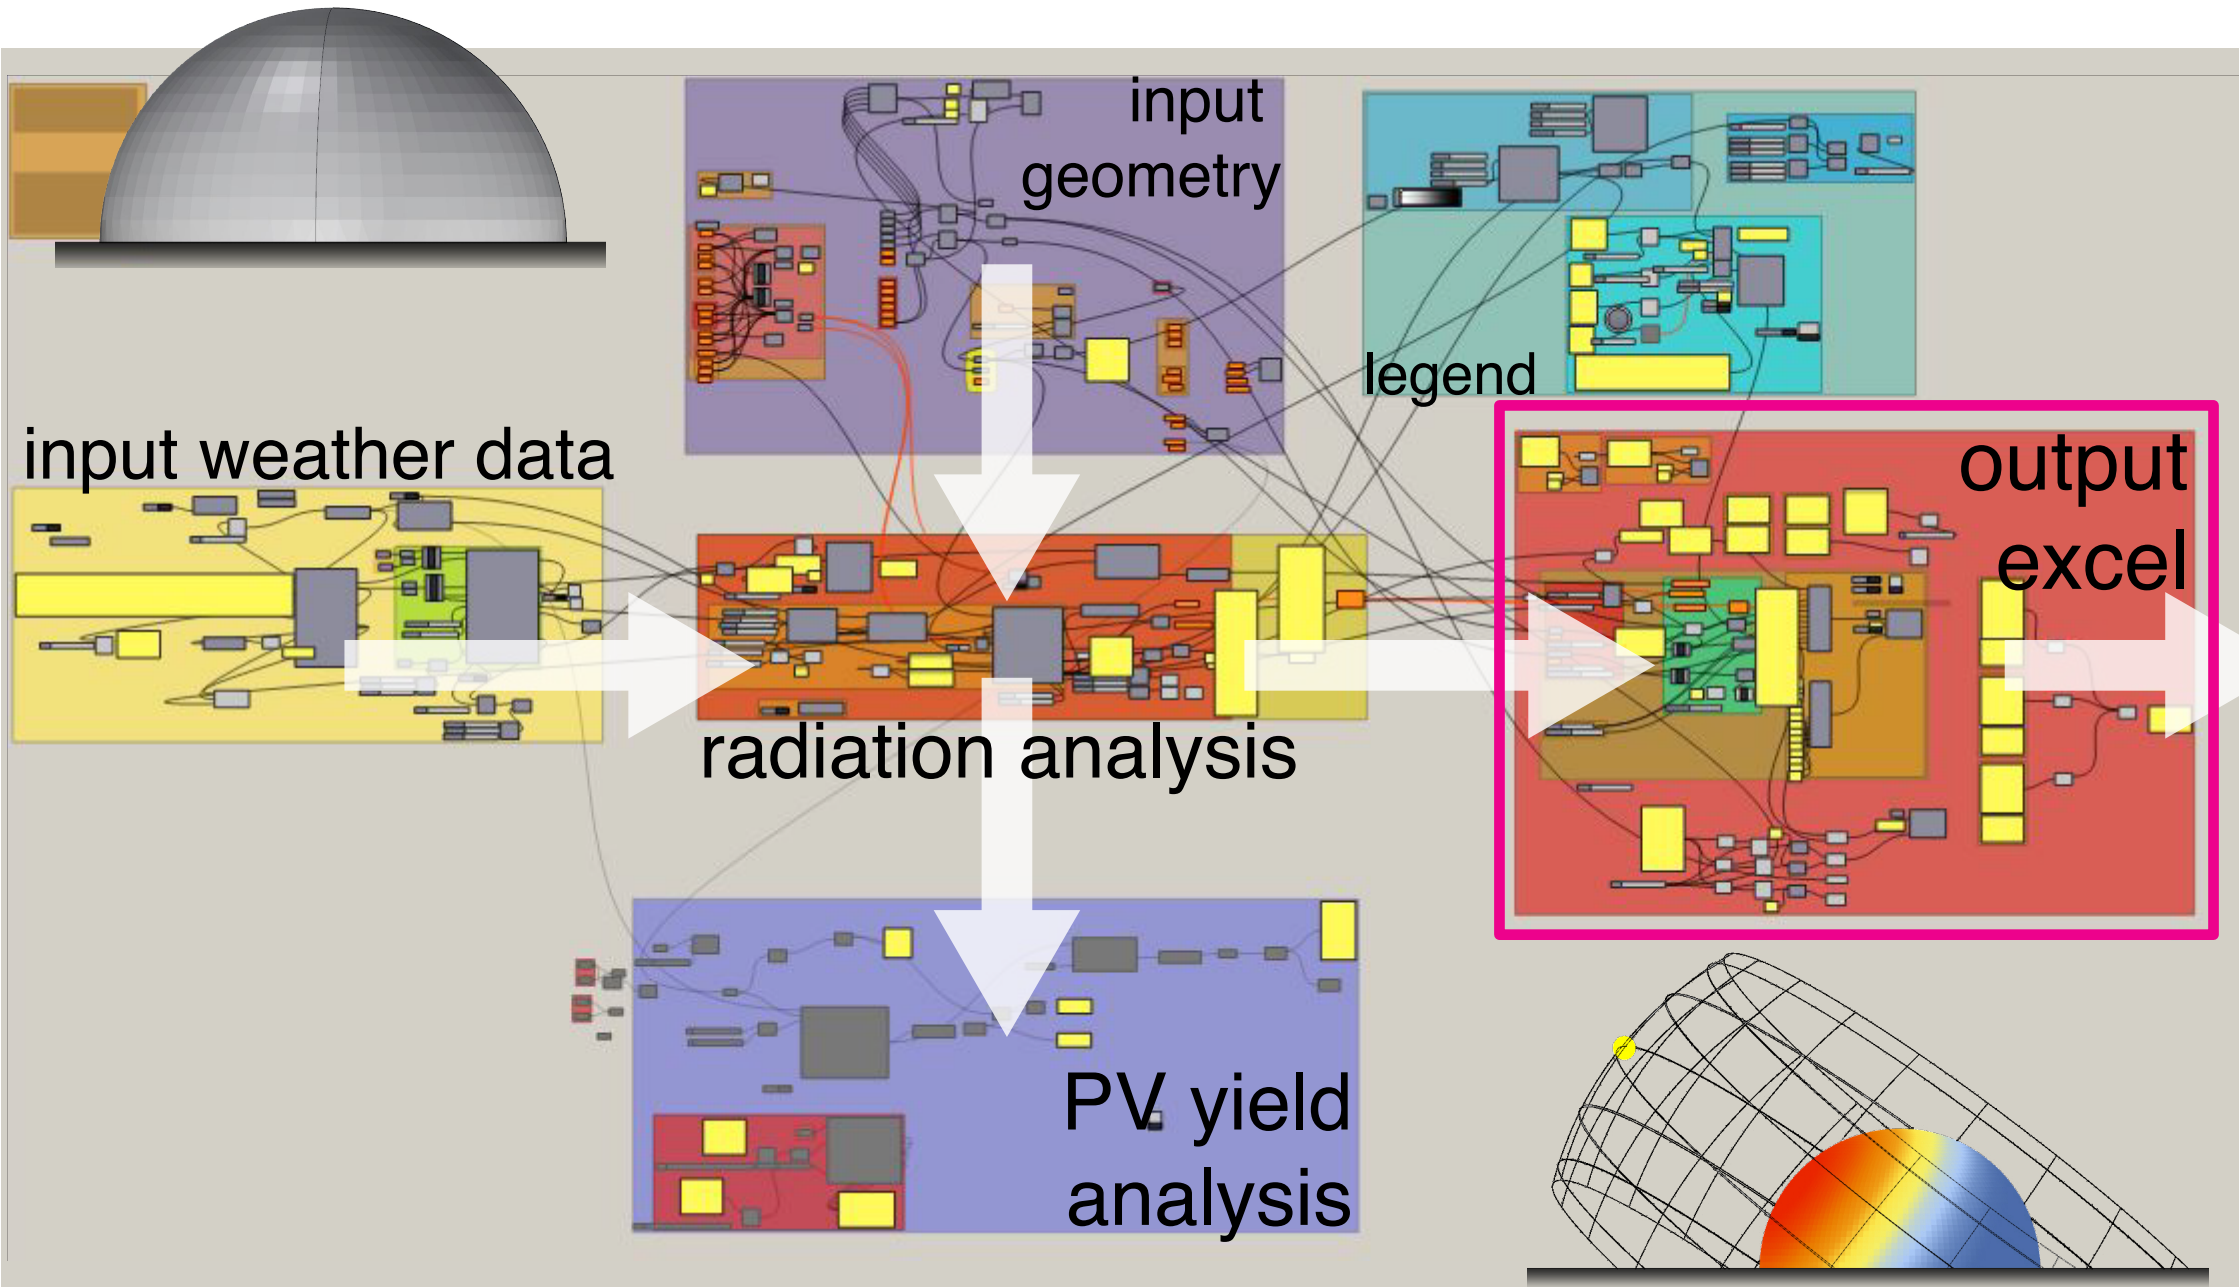 input
geometry
legend
input weather data
output
excel
radiation analysis
PV yield
analysis